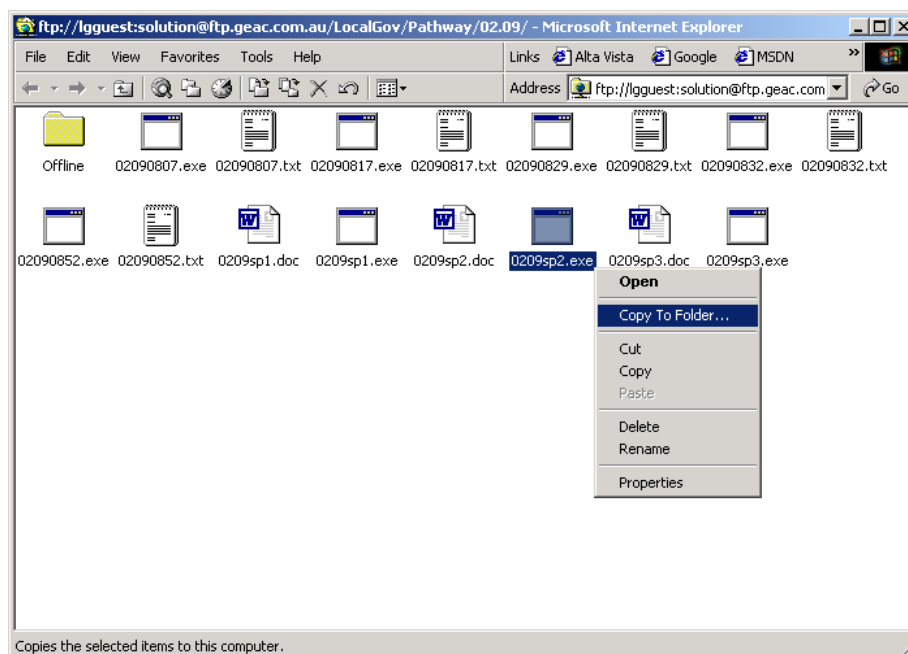 ftp://lgguest:solution@ftp.geac.com.au/LocalGov/Pathway/02.09/ - Microsoft Internet Explorer
File Edit View Favorites Tools Help Links Alta Vista Google MSDN »
Address ftp://lgguest:solution@ftp.geac.com Go
Offline 02090807.exe 02090807.txt 02090817.exe 02090817.txt 02090829.exe 02090829.txt 02090832.exe 02090832.txt
02090852.exe 02090852.txt 0209sp1.doc 0209sp1.exe 0209sp2.doc 0209sp2.exe 0209sp3.doc 0209sp3.exe
Open
Copy To Folder...
Cut
Copy
Paste
Delete
Rename
Properties
Copies the selected items to this computer.